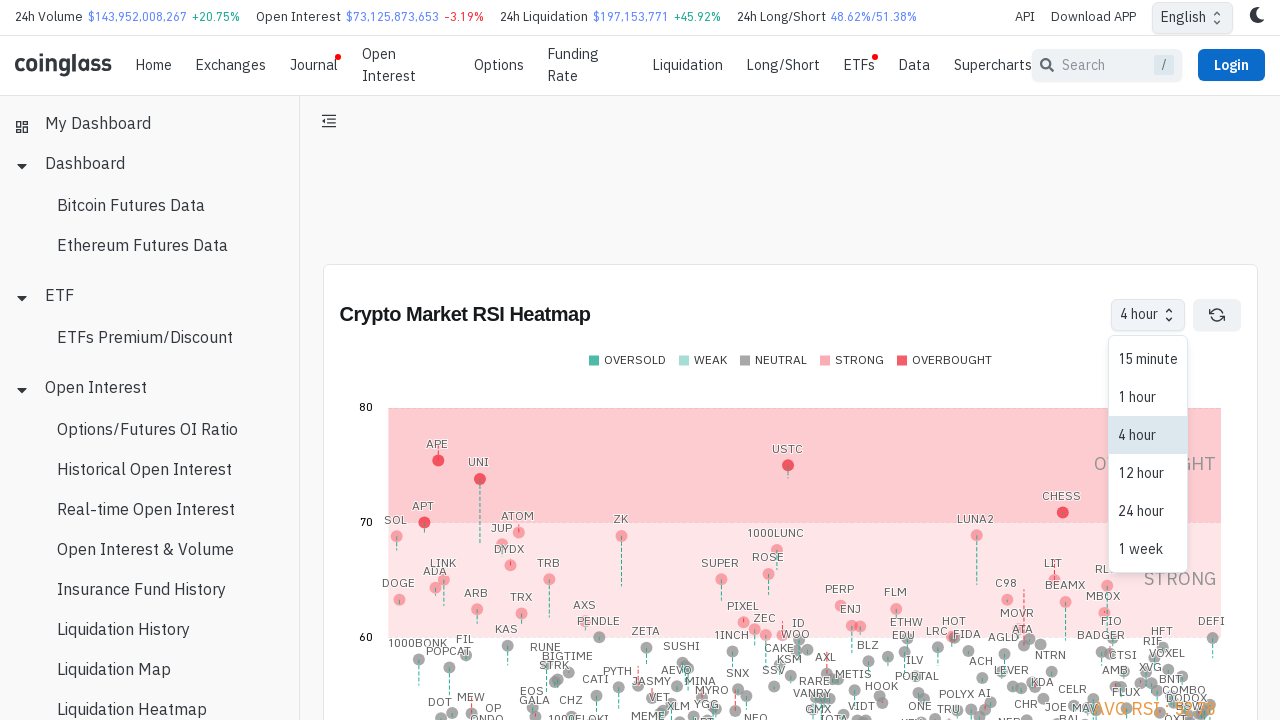 24h Volume $143,952,008,267 +20.75% Open Interest $73,125,873,653 -3.19% 24h Liquidation $197,153,771 +45.92% 24h Long/Short 48.62%/51.38% API Download APP English
coinglass Home Exchanges Journal Open Interest Options Funding Rate Liquidation Long/Short ETFs Data Supercharts Search / Login
My Dashboard
Dashboard
Bitcoin Futures Data
Ethereum Futures Data
ETF
ETFs Premium/Discount
Open Interest
Options/Futures OI Ratio
Historical Open Interest
Real-time Open Interest
Open Interest & Volume
Insurance Fund History
Liquidation History
Liquidation Map
Liquidation Heatmap
Crypto Market RSI Heatmap
4 hour
15 minute
1 hour
4 hour
12 hour
24 hour
1 week
OVERSOLD WEAK NEUTRAL STRONG OVERBOUGHT
80
APE USTC
UNI
CHESS
APT
70 SOL ATOM ZK LUNA2
JUP 1000LUNC
DYDX ROSE
LINK TRB SUPER LIT
ADA
DOGE C98 BEAMX
ARB TRX PERP FLM MBOX
STRONG
AXS PIXEL ENJ MOVR
KAS PENDLE ZETA ZEC ID ETHW HOT ATA PIO DEFI
60
1000BONK FIL 1INCH WOO EDU LRC FIDA AGLD BADGER HFT
POPCAT RUNE SUSHI CAKE BLZ RIF
BIGTIME KSM AXL ILV ACH NTRN CTSI VOXEL
STRK PYTH AEVO SSV METIS PORTAL LEVER AMB XVG
EOS CATI JASMY MINA SNX RARE HOOK KDA BNT
MEW GALA CHZ VET MYRO VANRY POLYX AI CELR FLUX COMBO
DOT OP XLM YGG GMX VIDT ONE TRU CHR JOE MAV
ONDO MEME NEO IOTA